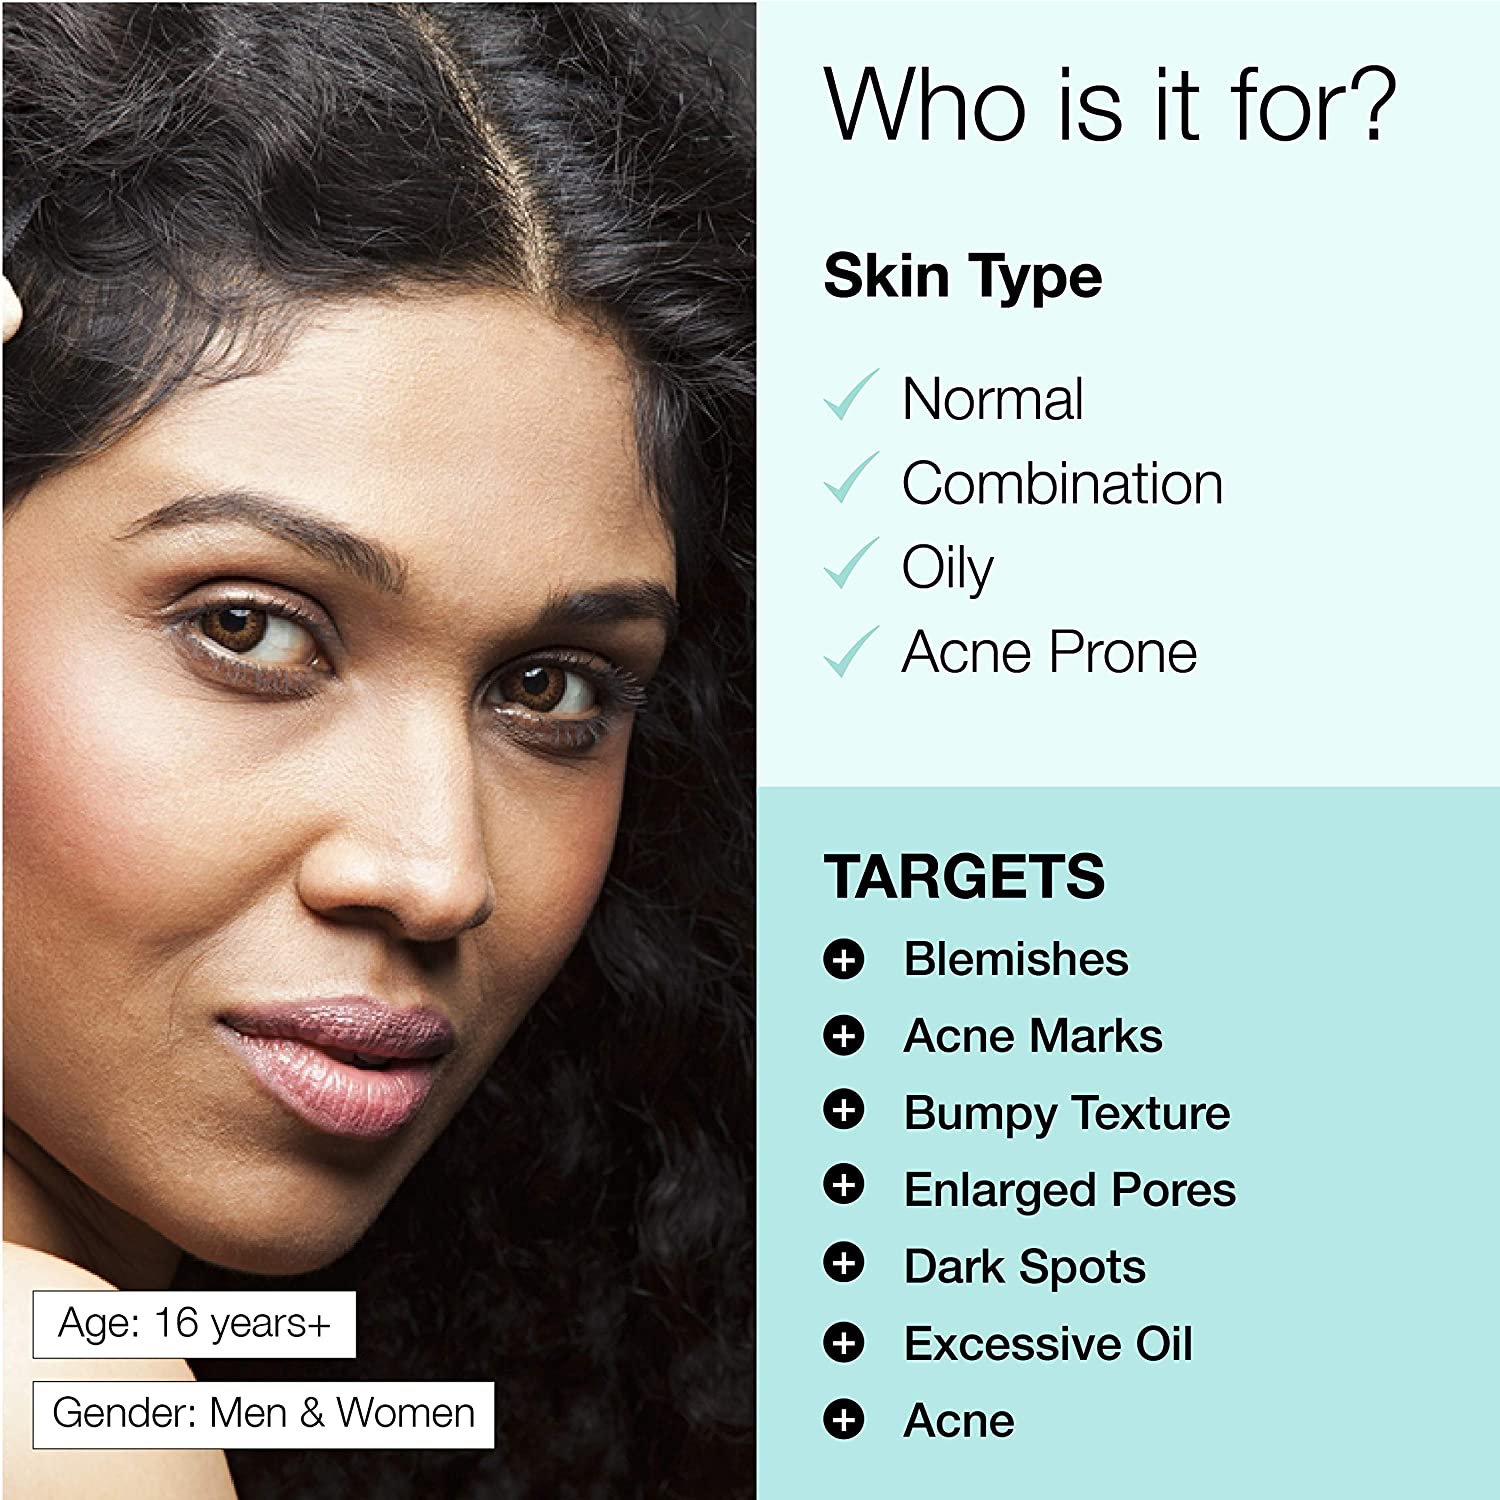 Who is it for?
Skin Type
Normal
Combination
Oily
Acne Prone
TARGETS
Blemishes
Acne Marks
Bumpy Texture
Enlarged Pores
Dark Spots
Excessive Oil
Acne
Age: 16 years+
Gender: Men & Women